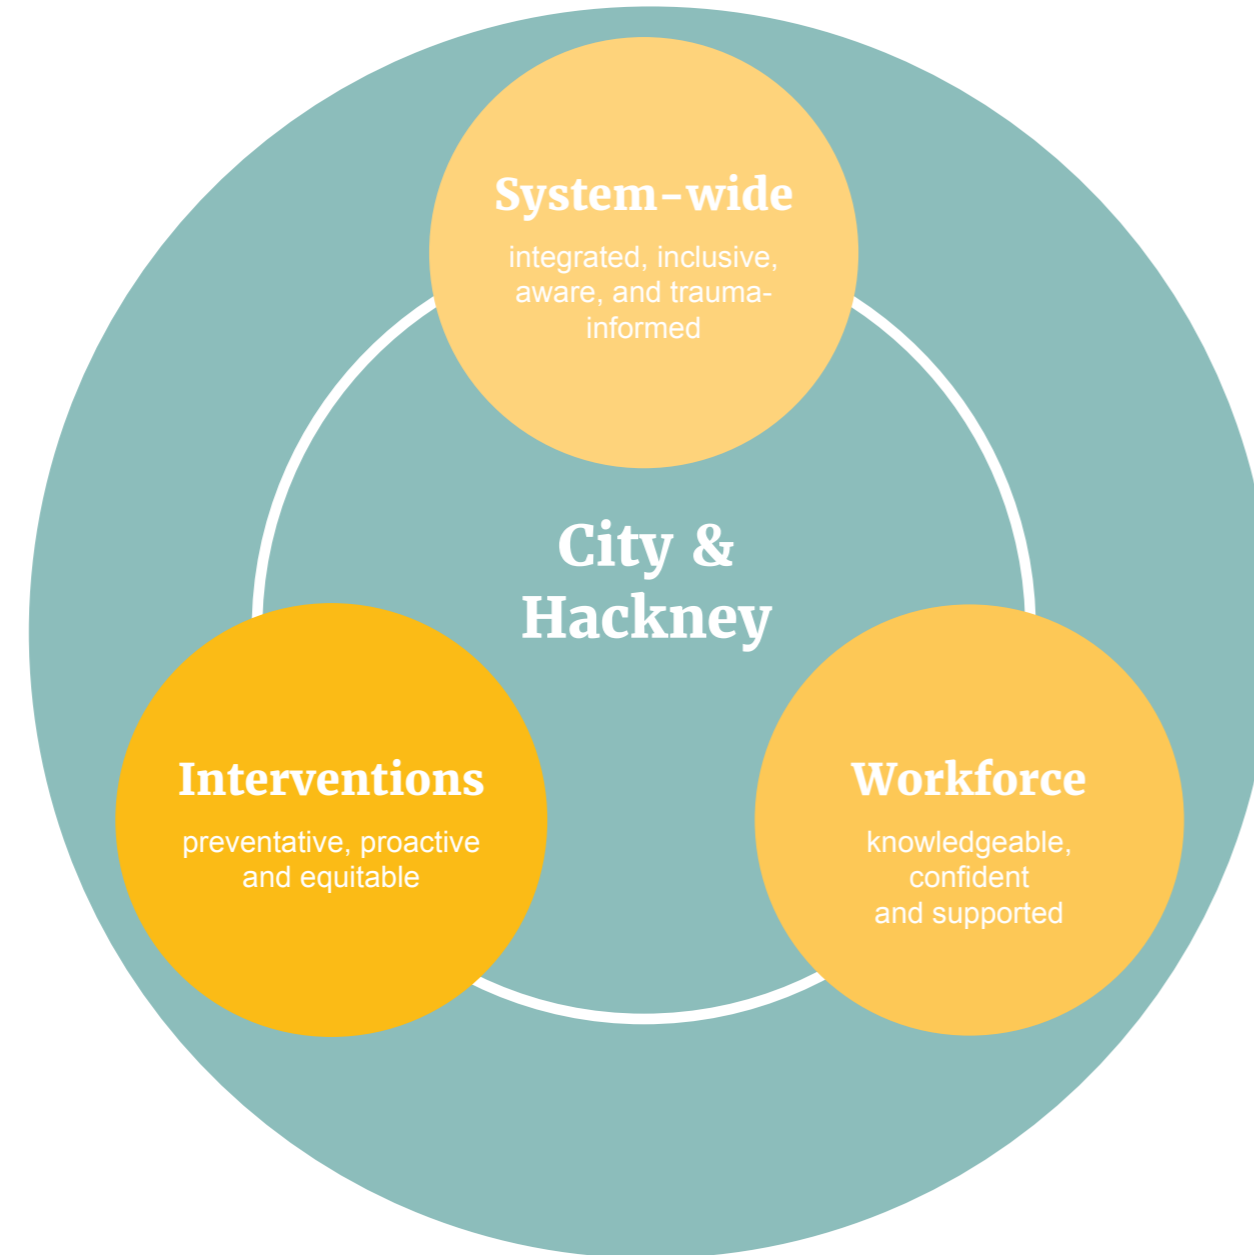 System-wide
integrated, inclusive,
aware, and trauma-
informed
City &
Hackney
Interventions
preventative, proactive
and equitable
Workforce
knowledgeable,
confident
and supported